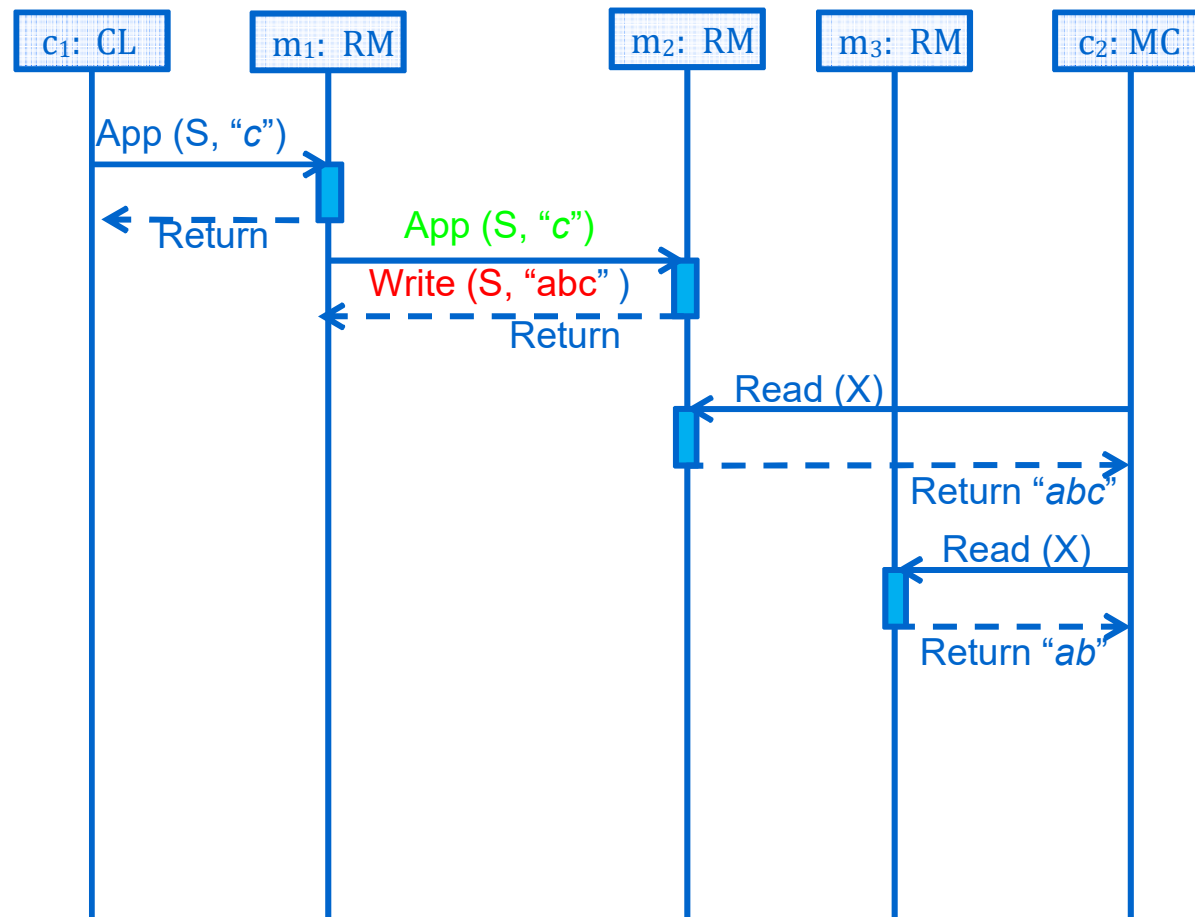 c₁: CL
m₁: RM
m₂: RM
m₃: RM
c₂: MC
App (S, “c”)
Return
App (S, “c”)
Write (S, “abc” )
Return
Read (X)
Return “abc”
Read (X)
Return “ab”